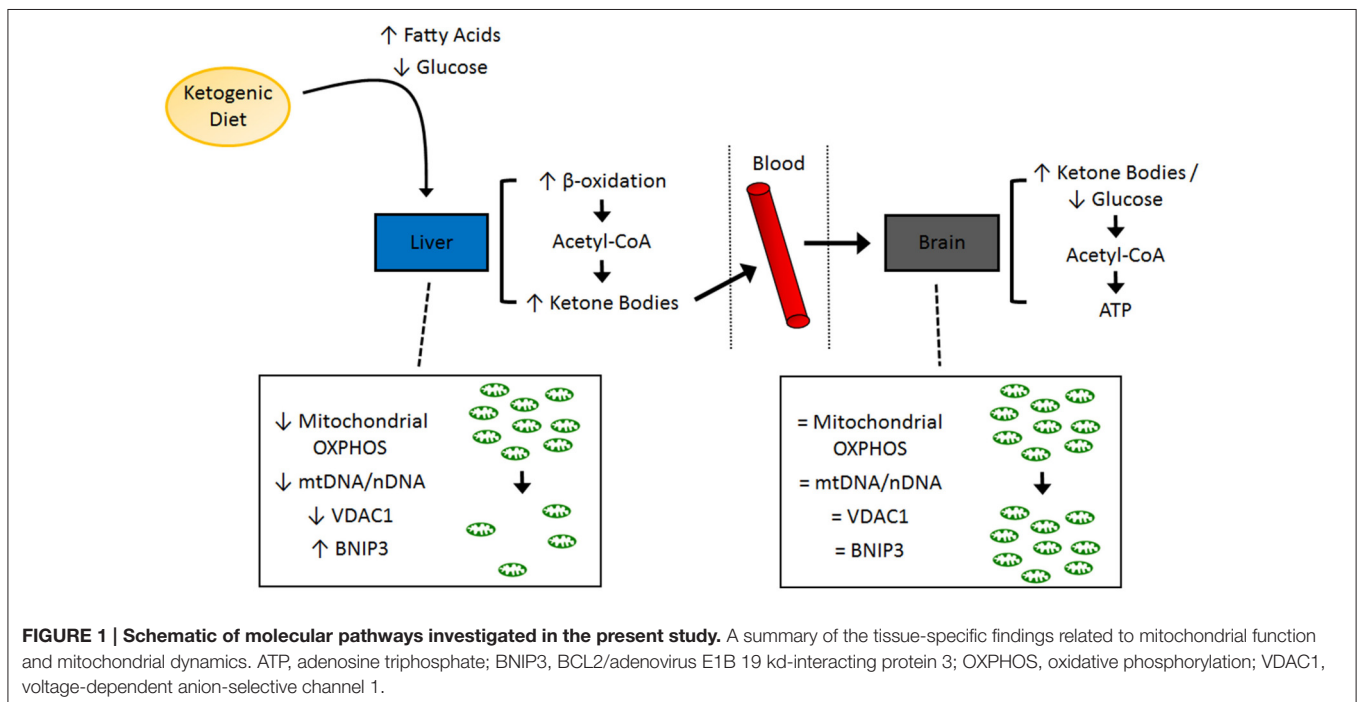 ↑ Fatty Acids
↓ Glucose
Ketogenic
Diet
Liver
↑ β-oxidation
Acetyl-CoA
↑ Ketone Bodies
Blood
Brain
↑ Ketone Bodies /
↓ Glucose
Acetyl-CoA
ATP
↓ Mitochondrial
OXPHOS
↓ mtDNA/nDNA
↓ VDAC1
↑ BNIP3
= Mitochondrial
OXPHOS
= mtDNA/nDNA
= VDAC1
= BNIP3
FIGURE 1 | Schematic of molecular pathways investigated in the present study. A summary of the tissue-specific findings related to mitochondrial function
and mitochondrial dynamics. ATP, adenosine triphosphate; BNIP3, BCL2/adenovirus E1B 19 kd-interacting protein 3; OXPHOS, oxidative phosphorylation; VDAC1,
voltage-dependent anion-selective channel 1.